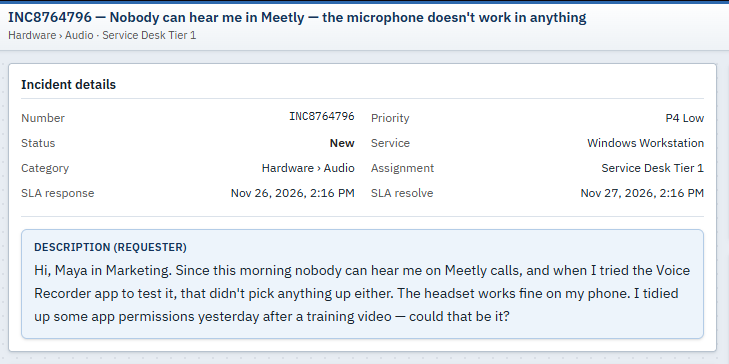 INC8764796 — Nobody can hear me in Meetly — the microphone doesn't work in anything
Hardware › Audio · Service Desk Tier 1
Incident details
Number INC8764796 Priority P4 Low
Status New Service Windows Workstation
Category Hardware › Audio Assignment Service Desk Tier 1
SLA response Nov 26, 2026, 2:16 PM SLA resolve Nov 27, 2026, 2:16 PM
DESCRIPTION (REQUESTER)
Hi, Maya in Marketing. Since this morning nobody can hear me on Meetly calls, and when I tried the Voice
Recorder app to test it, that didn't pick anything up either. The headset works fine on my phone. I tidied
up some app permissions yesterday after a training video — could that be it?